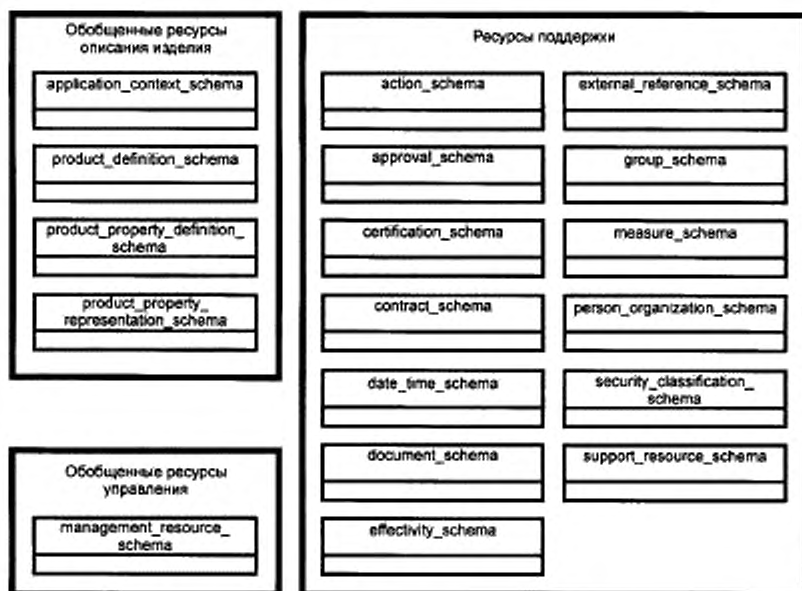 Обобщенные ресурсы
описания изделия
application_context_schema
product_definition_schema
product_property_definition_
schema
product_property_
representation_schema
Обобщенные ресурсы
управления
management_resource_
schema
Ресурсы поддержки
action_schema
external_reference_schema
approval_schema
group_schema
certification_schema
measure_schema
contract_schema
person_organization_schema
date_time_schema
security_classification_
schema
document_schema
support_resource_schema
effectivity_schema